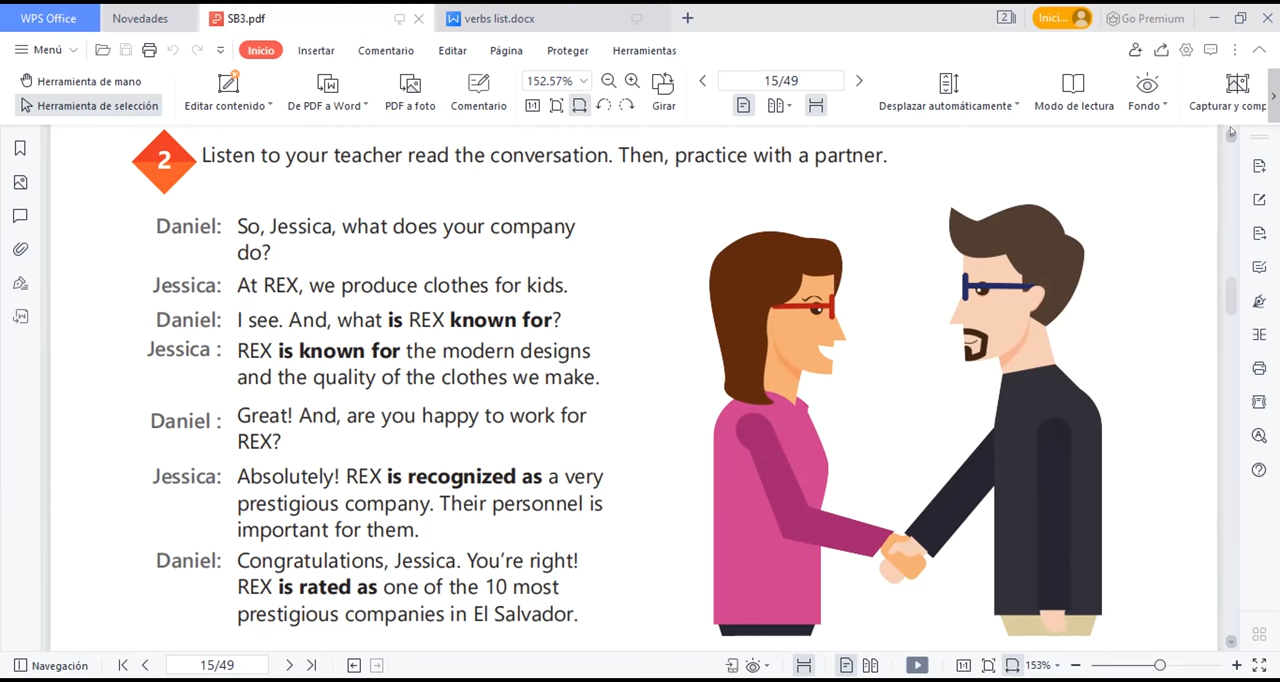 WPS Office
Novedades
SB3.pdf
verbs list.docx
2
Inici...
Go Premium
Menú
Inicio
Insertar
Comentario
Editar
Página
Proteger
Herramientas
Herramienta de mano
Herramienta de selección
Editar contenido
De PDF a Word
PDF a foto
Comentario
152.57%
1:1
Girar
15/49
Desplazar automáticamente
Modo de lectura
Fondo
Capturar y comp
2
Listen to your teacher read the conversation. Then, practice with a partner.
Daniel: So, Jessica, what does your company
do?
Jessica: At REX, we produce clothes for kids.
Daniel: I see. And, what is REX known for?
Jessica : REX is known for the modern designs
and the quality of the clothes we make.
Daniel : Great! And, are you happy to work for
REX?
Jessica: Absolutely! REX is recognized as a very
prestigious company. Their personnel is
important for them.
Daniel: Congratulations, Jessica. You’re right!
REX is rated as one of the 10 most
prestigious companies in El Salvador.
Navegación
15/49
1:1
153%